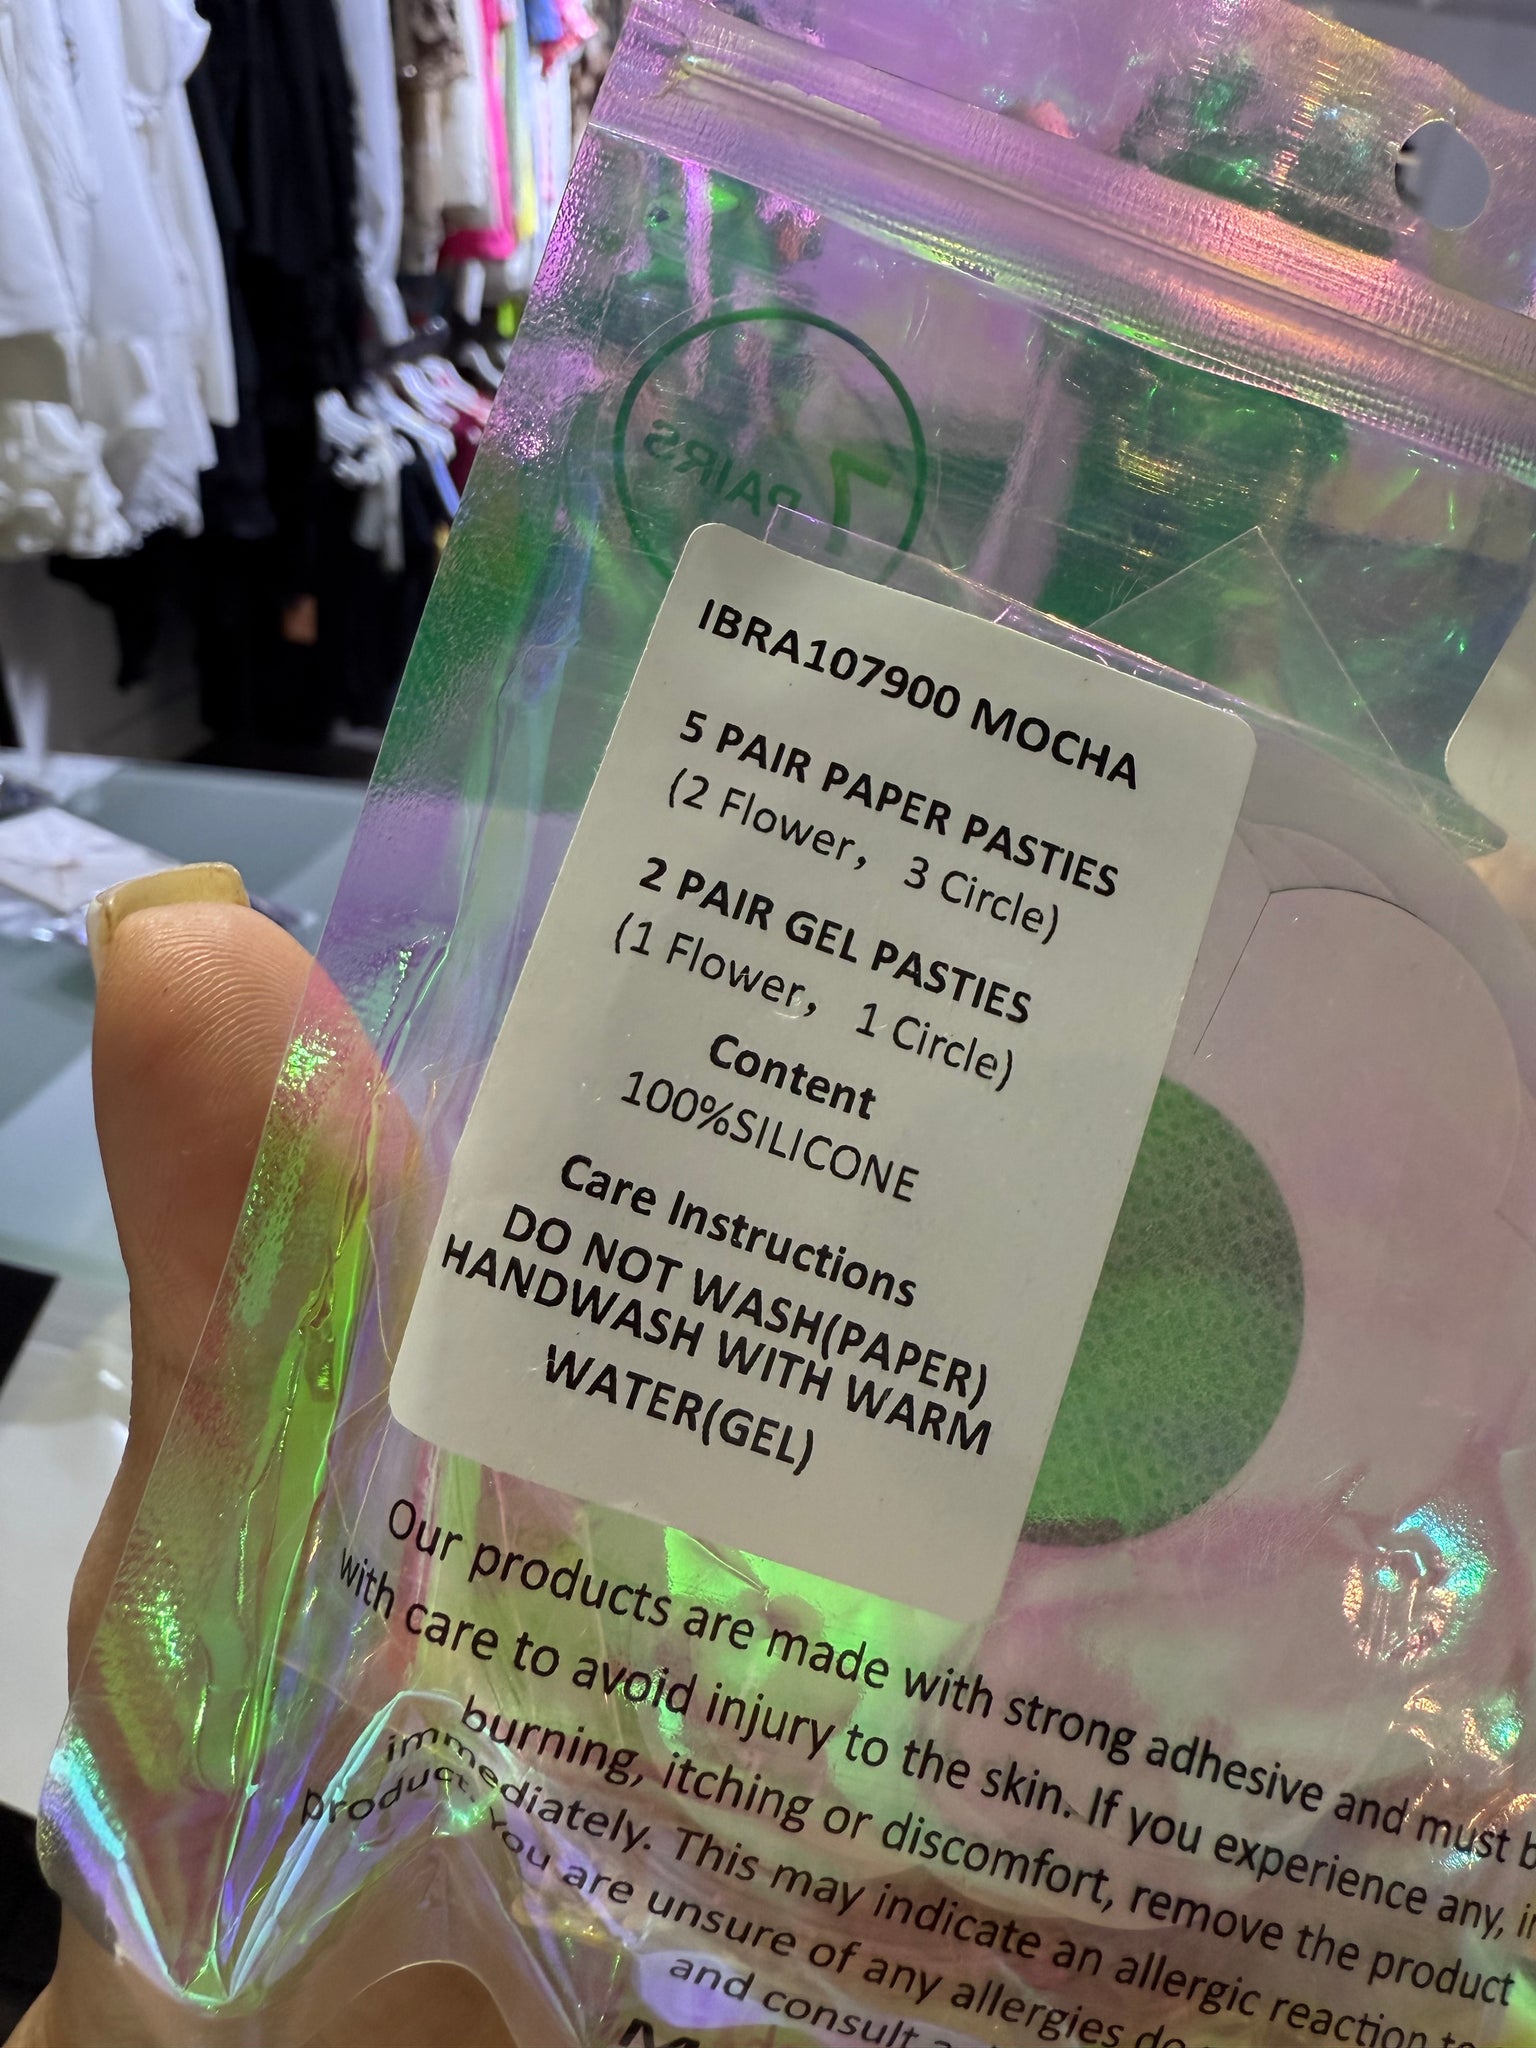 7
PAIRS
IBRA107900 MOCHA
5 PAIR PAPER PASTIES
(2 Flower, 3 Circle)
2 PAIR GEL PASTIES
(1 Flower, 1 Circle)
Content
100%SILICONE
Care Instructions
DO NOT WASH(PAPER)
HANDWASH WITH WARM
WATER(GEL)
Our products are made with strong adhesive and must
with care to avoid injury to the skin. If you experience any,
burning, itching or discomfort, remove the product
immediately. This may indicate an allergic reaction
product. You are unsure of any allergies
and consult